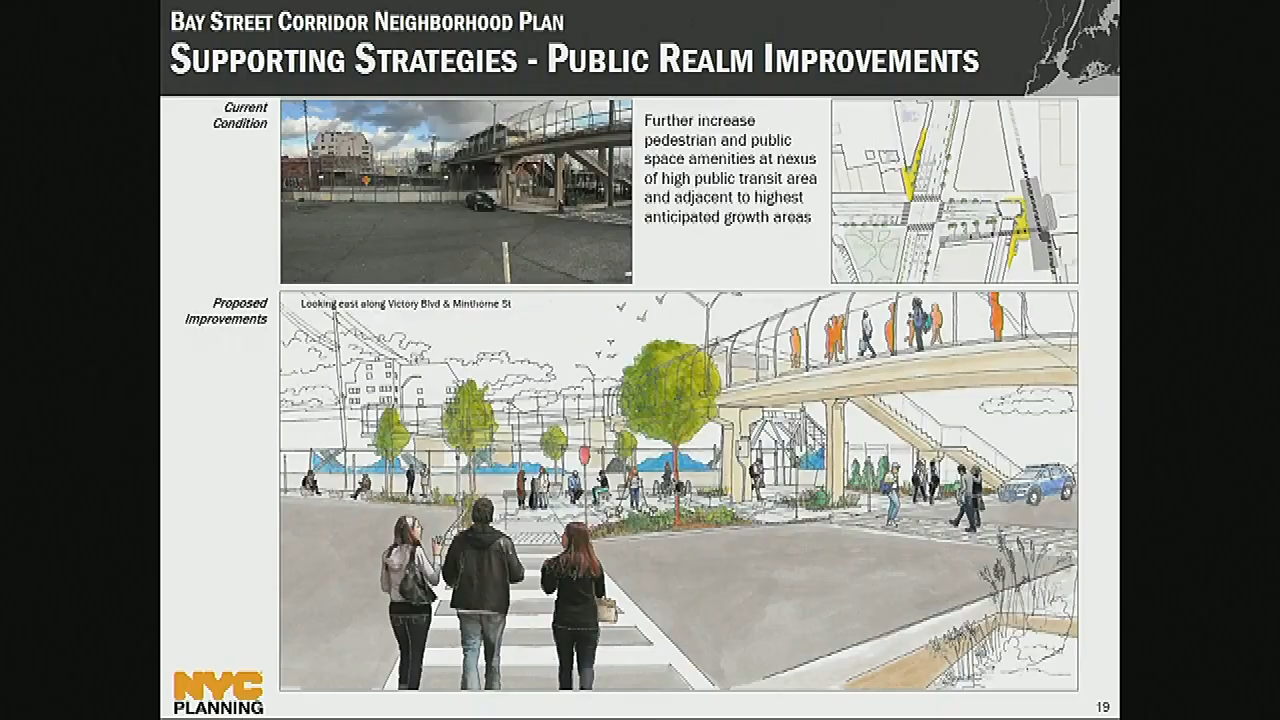 BAY STREET CORRIDOR NEIGHBORHOOD PLAN
SUPPORTING STRATEGIES - PUBLIC REALM IMPROVEMENTS
Current
Condition
Further increase
pedestrian and public
space amenities at nexus
of high public transit area
and adjacent to highest
anticipated growth areas
Proposed
Improvements
Looking east along Victory Blvd & Minthorne St
NYC
PLANNING
19